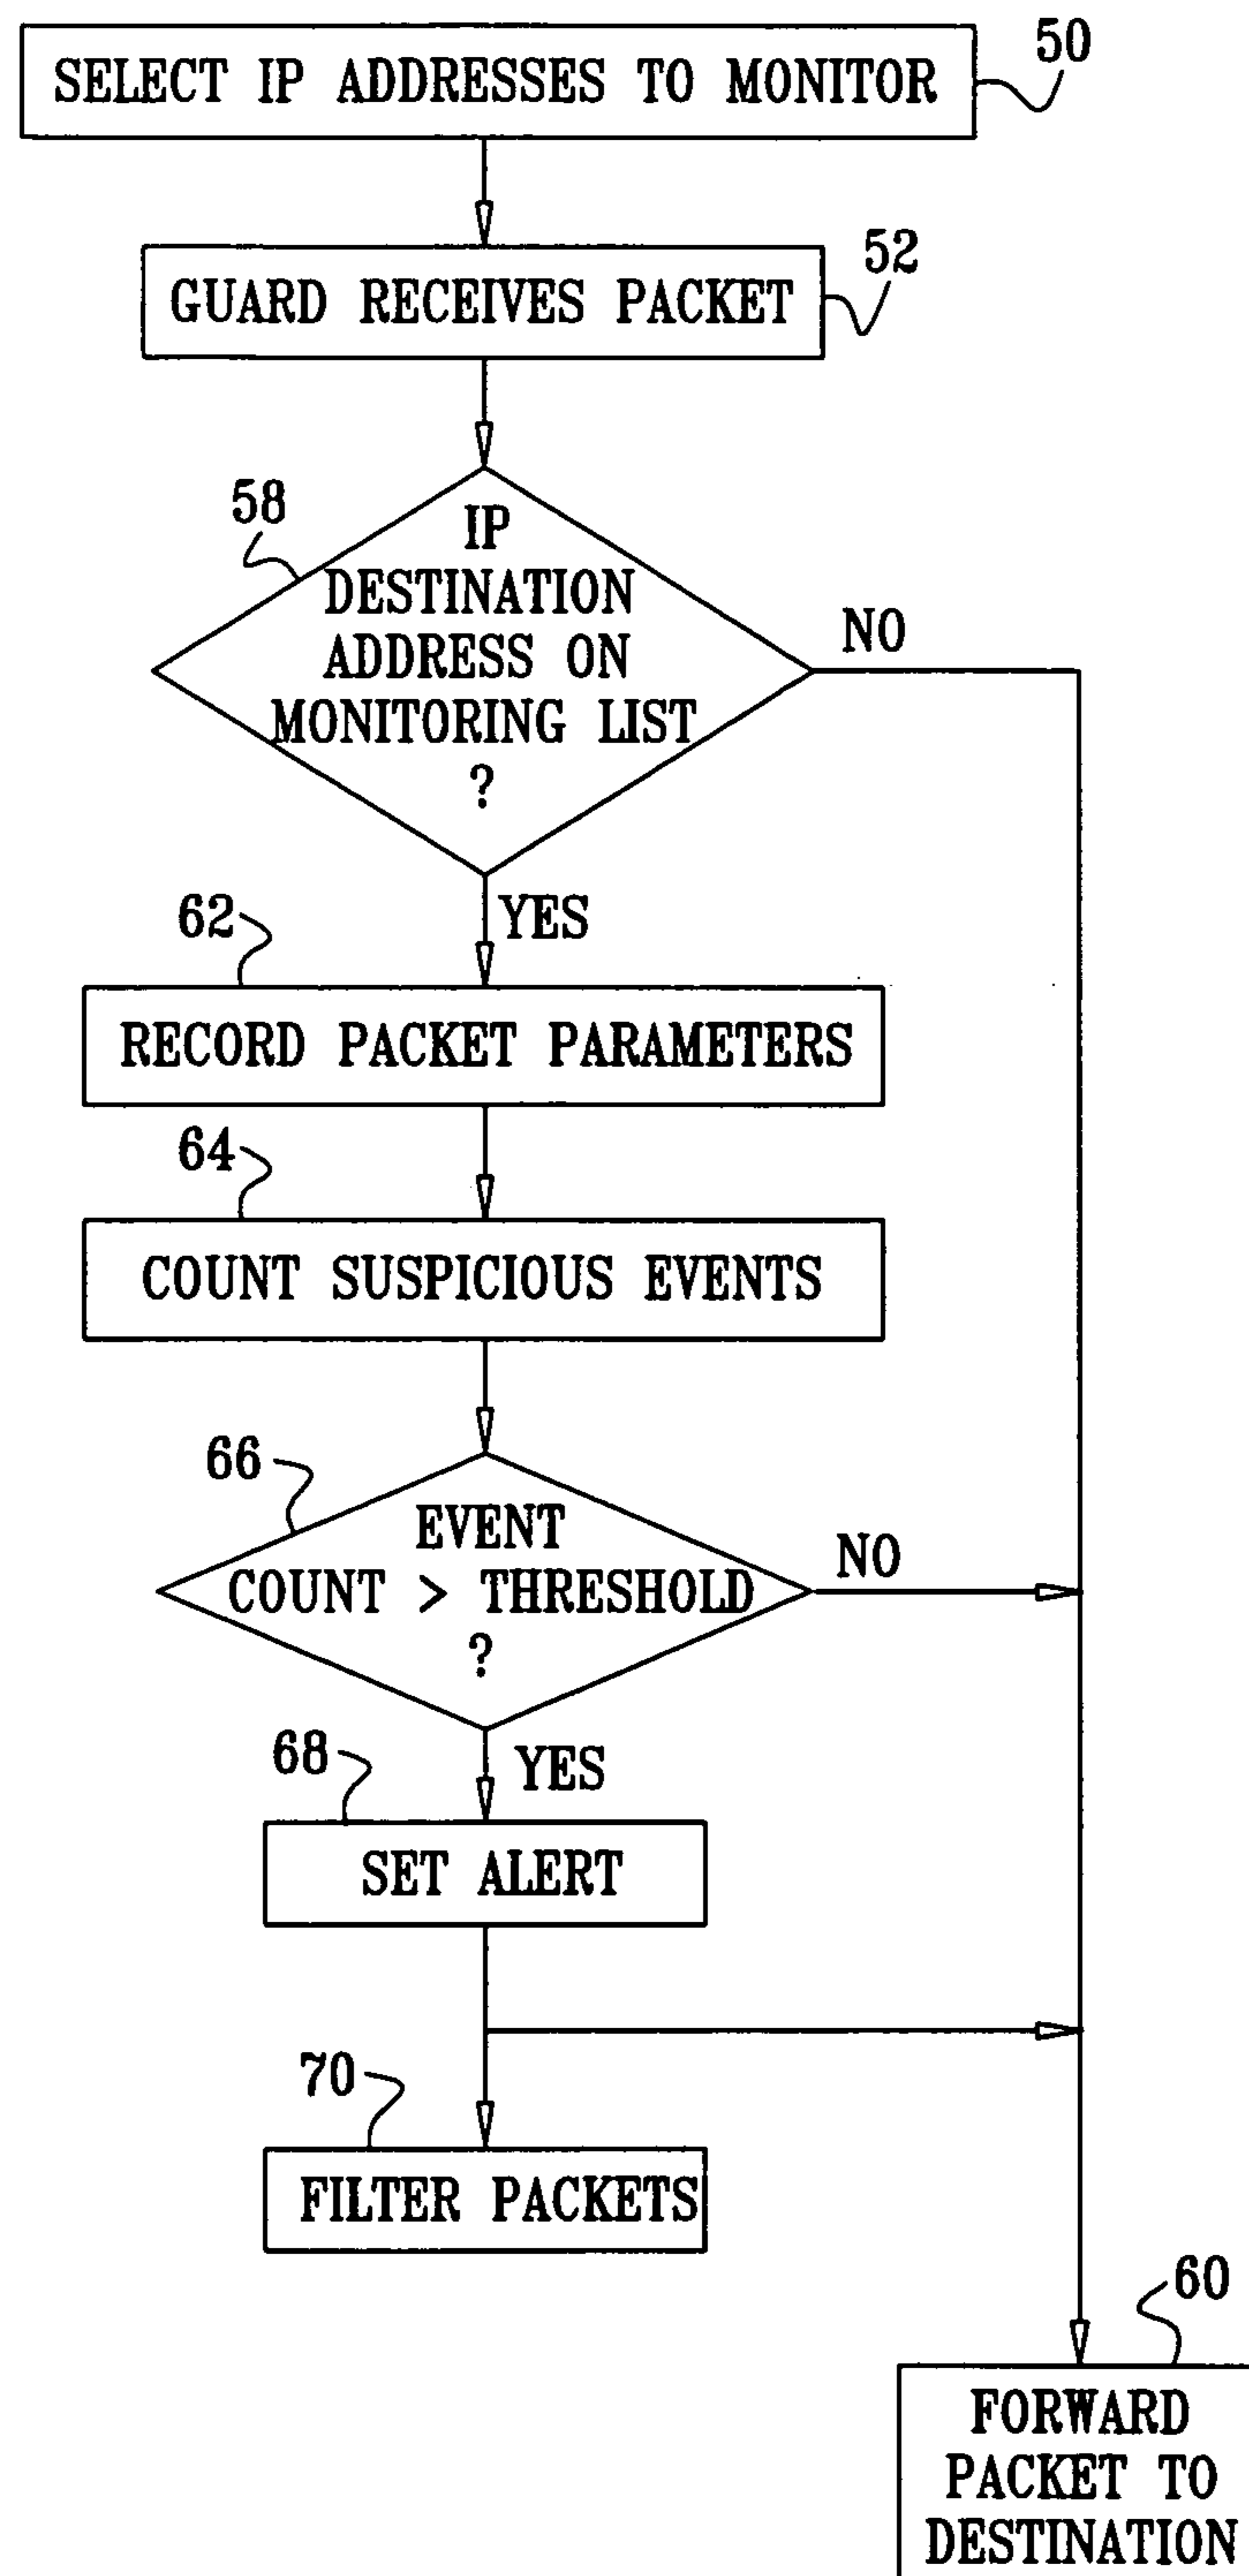 SELECT IP ADDRESSES TO MONITOR
50
GUARD RECEIVES PACKET
52
58
IP
DESTINATION
ADDRESS ON
MONITORING LIST
?
NO
YES
62
RECORD PACKET PARAMETERS
64
COUNT SUSPICIOUS EVENTS
66
EVENT
COUNT > THRESHOLD
?
NO
YES
68
SET ALERT
70
FILTER PACKETS
60
FORWARD
PACKET TO
DESTINATION